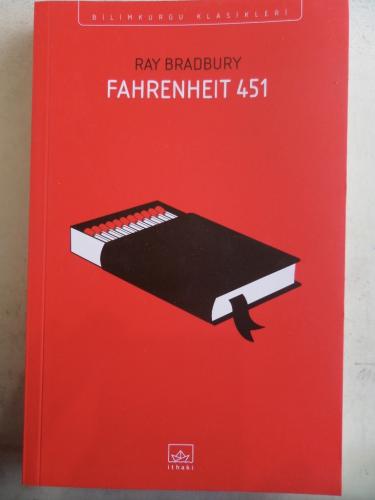 BİLİMKURGU KLASİKLERİ
RAY BRADBURY
FAHRENHEIT 451
ithaki